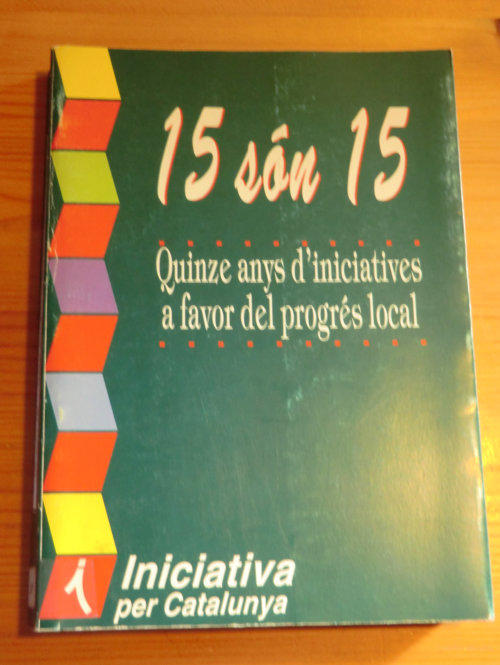 15 són 15
Quinze anys d'iniciatives
a favor del progrés local
i
Iniciativa
per Catalunya